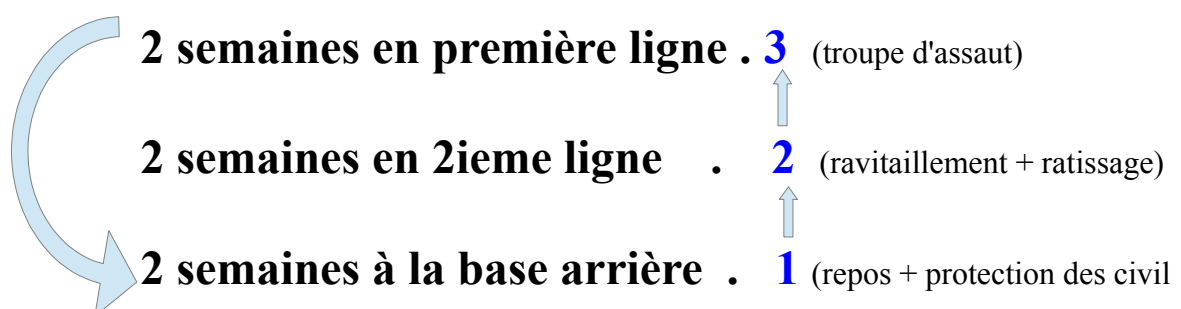 2 semaines en première ligne . 3 (troupe d'assaut)
2 semaines en 2ieme ligne . 2 (ravitaillement + ratissage)
2 semaines à la base arrière . 1 (repos + protection des civil